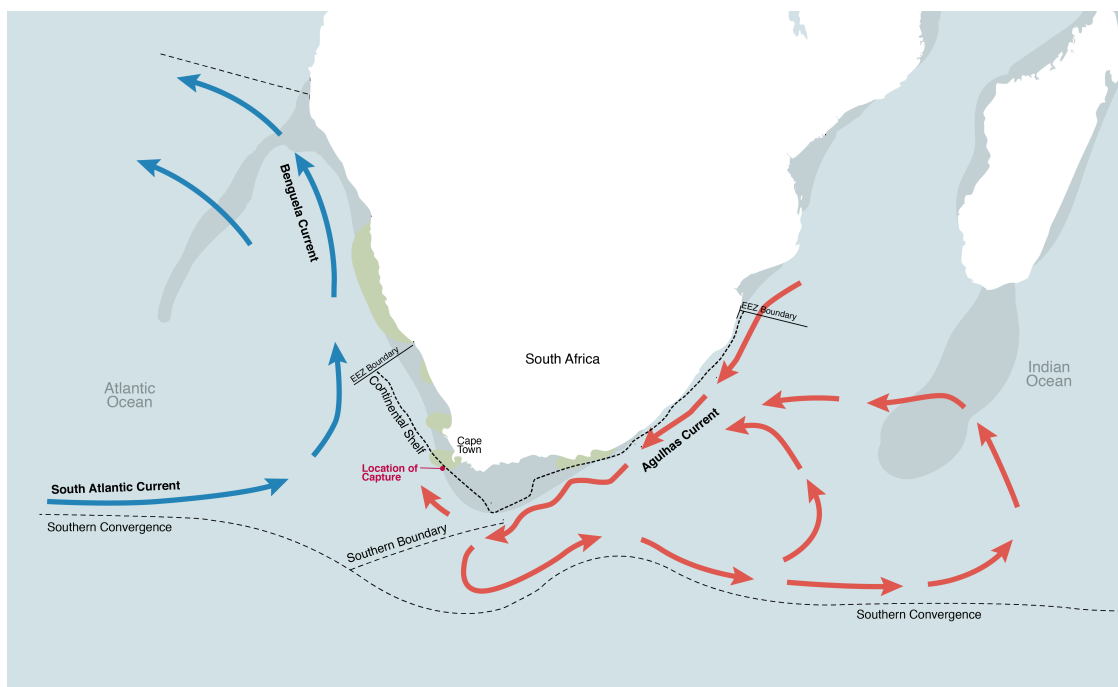 Benguela Current
EEZ Boundary
EEZ Boundary
South Africa
Atlantic
Ocean
Indian
Ocean
Continental Shelf
Cape
Town
Agulhas Current
Location of
Capture
South Atlantic Current
Southern Convergence
Southern Boundary
Southern Convergence